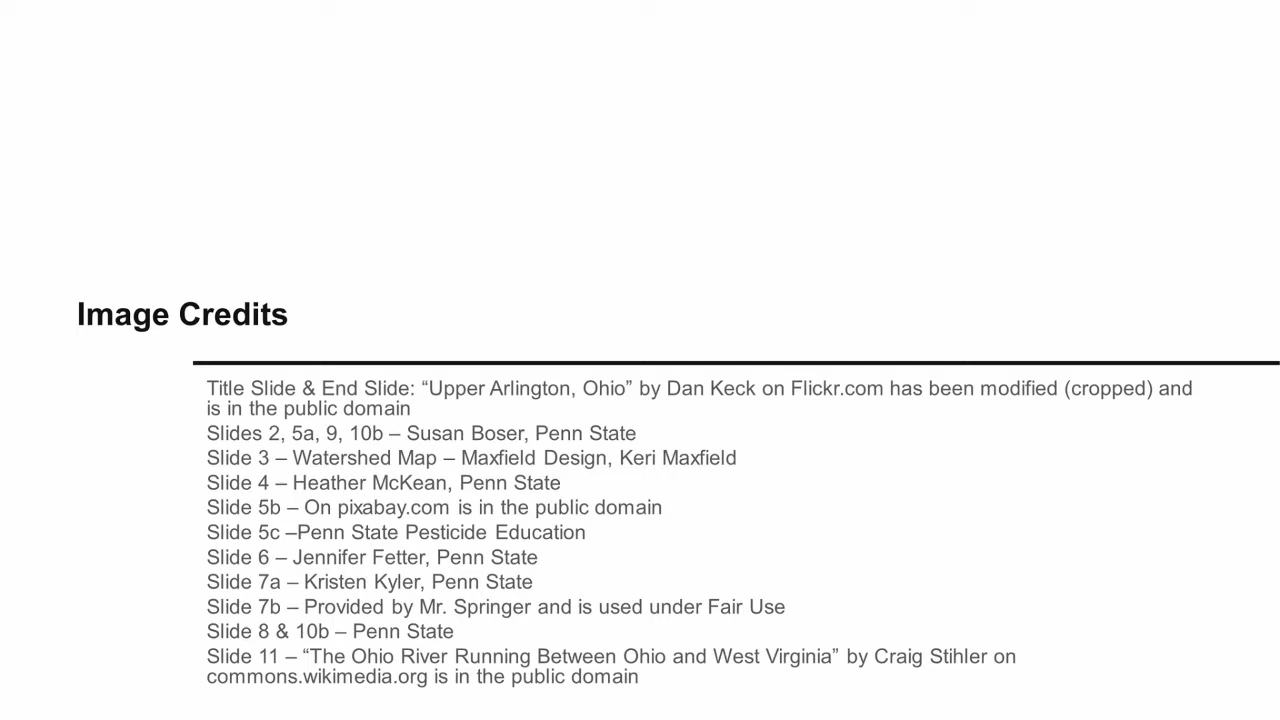 Image Credits
Title Slide & End Slide: “Upper Arlington, Ohio” by Dan Keck on Flickr.com has been modified (cropped) and
is in the public domain
Slides 2, 5a, 9, 10b – Susan Boser, Penn State
Slide 3 – Watershed Map – Maxfield Design, Keri Maxfield
Slide 4 – Heather McKean, Penn State
Slide 5b – On pixabay.com is in the public domain
Slide 5c –Penn State Pesticide Education
Slide 6 – Jennifer Fetter, Penn State
Slide 7a – Kristen Kyler, Penn State
Slide 7b – Provided by Mr. Springer and is used under Fair Use
Slide 8 & 10b – Penn State
Slide 11 – “The Ohio River Running Between Ohio and West Virginia” by Craig Stihler on
commons.wikimedia.org is in the public domain